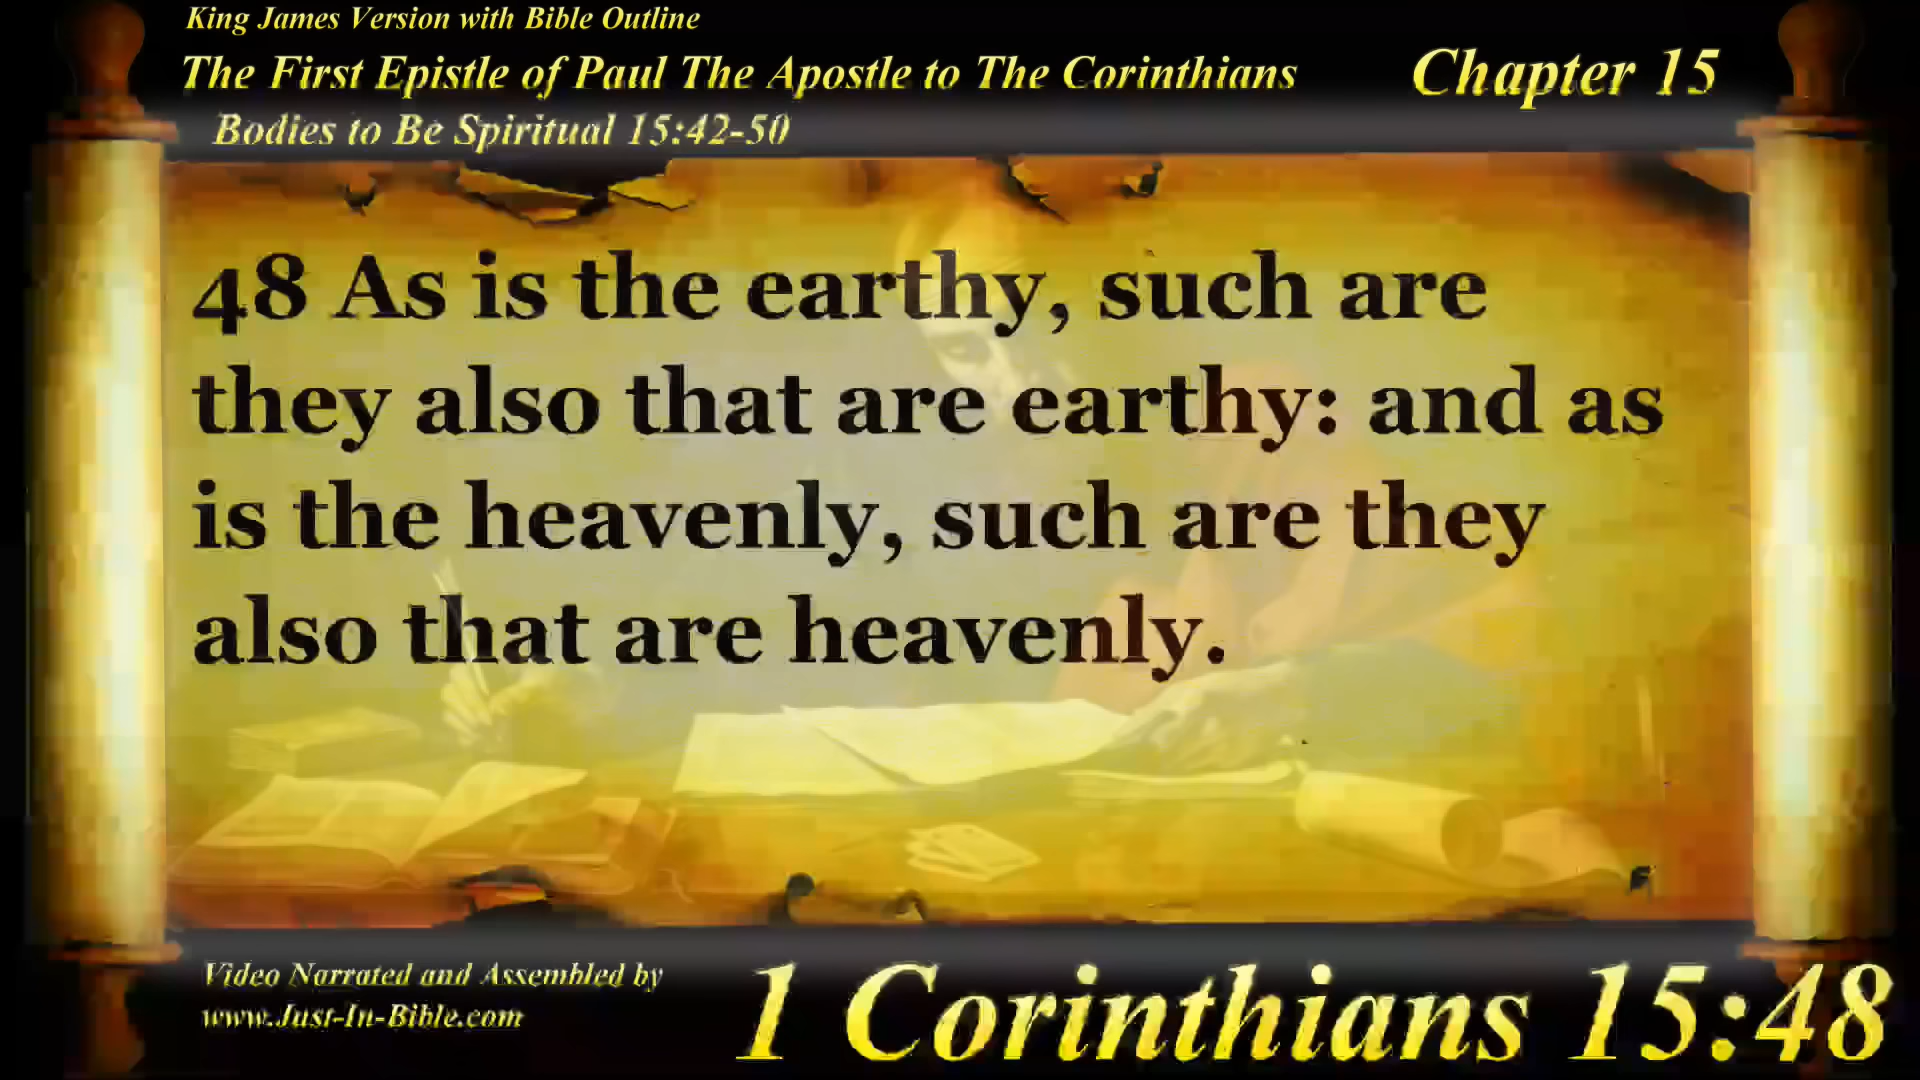 King James Version with Bible Outline
The First Epistle of Paul The Apostle to The Corinthians
Chapter 15
Bodies to Be Spiritual 15:42-50
48 As is the earthy, such are
they also that are earthy: and as
is the heavenly, such are they
also that are heavenly.
Video Narrated and Assembled by
www.Just-In-Bible.com
1 Corinthians 15:48